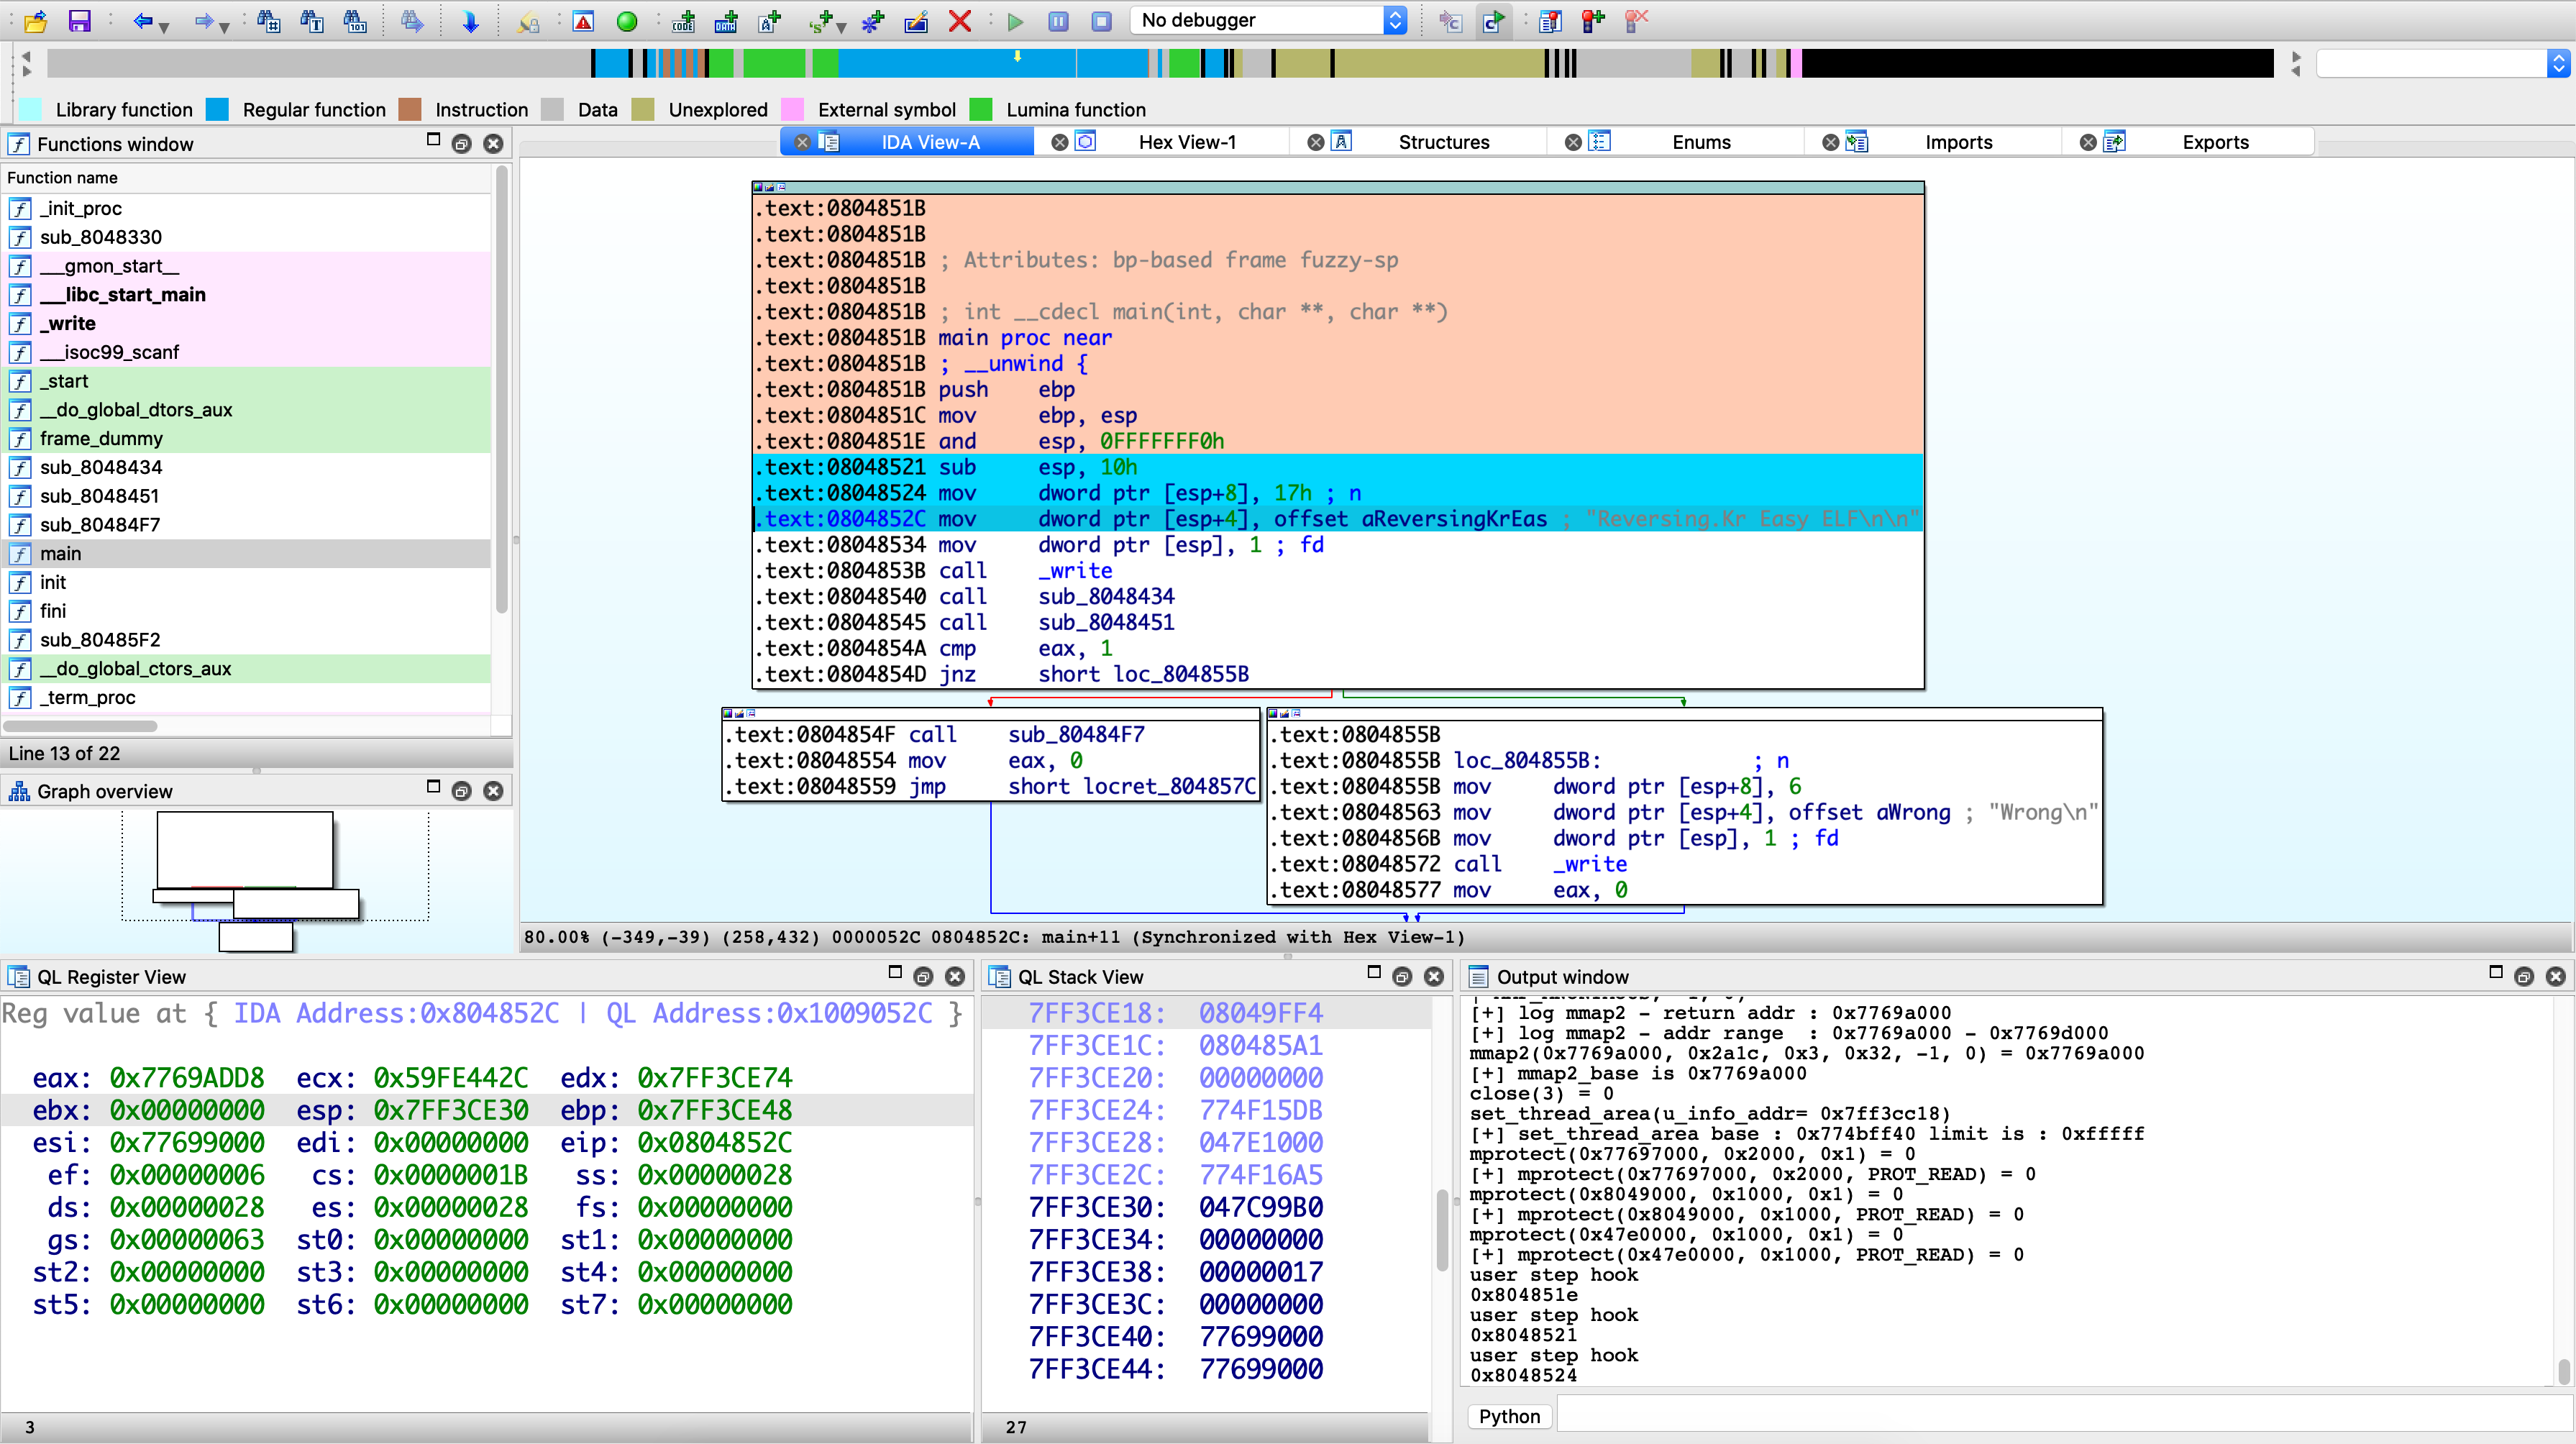 No debugger
Library function Regular function Instruction Data Unexplored External symbol Lumina function
Functions window
Function name
_init_proc
sub_8048330
___gmon_start__
___libc_start_main
_write
___isoc99_scanf
_start
__do_global_dtors_aux
frame_dummy
sub_8048434
sub_8048451
sub_80484F7
main
init
fini
sub_80485F2
__do_global_ctors_aux
_term_proc
Line 13 of 22
Graph overview
IDA View-A Hex View-1 Structures Enums Imports Exports
.text:0804851B
.text:0804851B
.text:0804851B ; Attributes: bp-based frame fuzzy-sp
.text:0804851B
.text:0804851B ; int __cdecl main(int, char **, char **)
.text:0804851B main proc near
.text:0804851B ; __unwind {
.text:0804851B push ebp
.text:0804851C mov ebp, esp
.text:0804851E and esp, 0FFFFFFF0h
.text:08048521 sub esp, 10h
.text:08048524 mov dword ptr [esp+8], 17h ; n
.text:0804852C mov dword ptr [esp+4], offset aReversingKrEas ; "Reversing.Kr Easy ELF\n\n"
.text:08048534 mov dword ptr [esp], 1 ; fd
.text:0804853B call _write
.text:08048540 call sub_8048434
.text:08048545 call sub_8048451
.text:0804854A cmp eax, 1
.text:0804854D jnz short loc_804855B
.text:0804854F call sub_80484F7
.text:08048554 mov eax, 0
.text:08048559 jmp short locret_804857C
.text:0804855B
.text:0804855B loc_804855B: ; n
.text:0804855B mov dword ptr [esp+8], 6
.text:08048563 mov dword ptr [esp+4], offset aWrong ; "Wrong\n"
.text:0804856B mov dword ptr [esp], 1 ; fd
.text:08048572 call _write
.text:08048577 mov eax, 0
80.00% (-349,-39) (258,432) 0000052C 0804852C: main+11 (Synchronized with Hex View-1)
QL Register View
Reg value at { IDA Address:0x804852C | QL Address:0x1009052C }
eax: 0x7769ADD8 ecx: 0x59FE442C edx: 0x7FF3CE74
ebx: 0x00000000 esp: 0x7FF3CE30 ebp: 0x7FF3CE48
esi: 0x77699000 edi: 0x00000000 eip: 0x0804852C
ef: 0x00000006 cs: 0x0000001B ss: 0x00000028
ds: 0x00000028 es: 0x00000028 fs: 0x00000000
gs: 0x00000063 st0: 0x00000000 st1: 0x00000000
st2: 0x00000000 st3: 0x00000000 st4: 0x00000000
st5: 0x00000000 st6: 0x00000000 st7: 0x00000000
3
QL Stack View
7FF3CE18: 08049FF4
7FF3CE1C: 080485A1
7FF3CE20: 00000000
7FF3CE24: 774F15DB
7FF3CE28: 047E1000
7FF3CE2C: 774F16A5
7FF3CE30: 047C99B0
7FF3CE34: 00000000
7FF3CE38: 00000017
7FF3CE3C: 00000000
7FF3CE40: 77699000
7FF3CE44: 77699000
27
Output window
[+] log mmap2 - return addr : 0x7769a000
[+] log mmap2 - addr range : 0x7769a000 - 0x7769d000
mmap2(0x7769a000, 0x2a1c, 0x3, 0x32, -1, 0) = 0x7769a000
[+] mmap2_base is 0x7769a000
close(3) = 0
set_thread_area(u_info_addr= 0x7ff3cc18)
[+] set_thread_area base : 0x774bff40 limit is : 0xfffff
mprotect(0x77697000, 0x2000, 0x1) = 0
[+] mprotect(0x77697000, 0x2000, PROT_READ) = 0
mprotect(0x8049000, 0x1000, 0x1) = 0
[+] mprotect(0x8049000, 0x1000, PROT_READ) = 0
mprotect(0x47e0000, 0x1000, 0x1) = 0
[+] mprotect(0x47e0000, 0x1000, PROT_READ) = 0
user step hook
0x804851e
user step hook
0x8048521
user step hook
0x8048524
Python